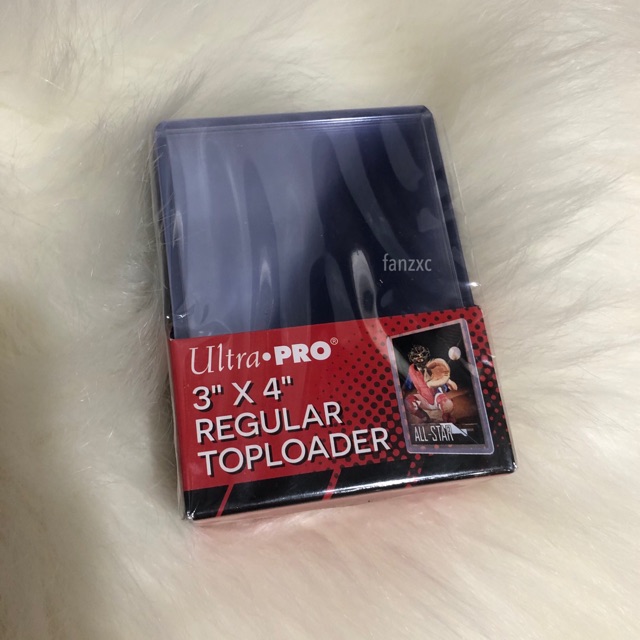 fanzxc
Ultra•PRO®
3" X 4"
REGULAR
TOPLOADER
ALL-STAR